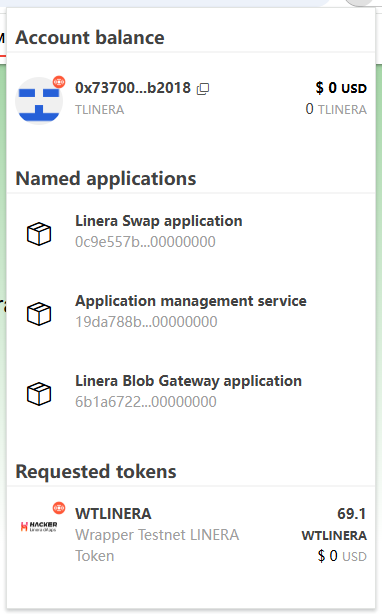 Account balance
0x73700...b2018
$ 0 USD
TLINERA
0 TLINERA
Named applications
Linera Swap application
0c9e557b...00000000
Application management service
19da788b...00000000
Linera Blob Gateway application
6b1a6722...00000000
Requested tokens
HACKER
Linera dApps
WTLINERA
69.1
Wrapper Testnet LINERA
WTLINERA
Token
$ 0 USD